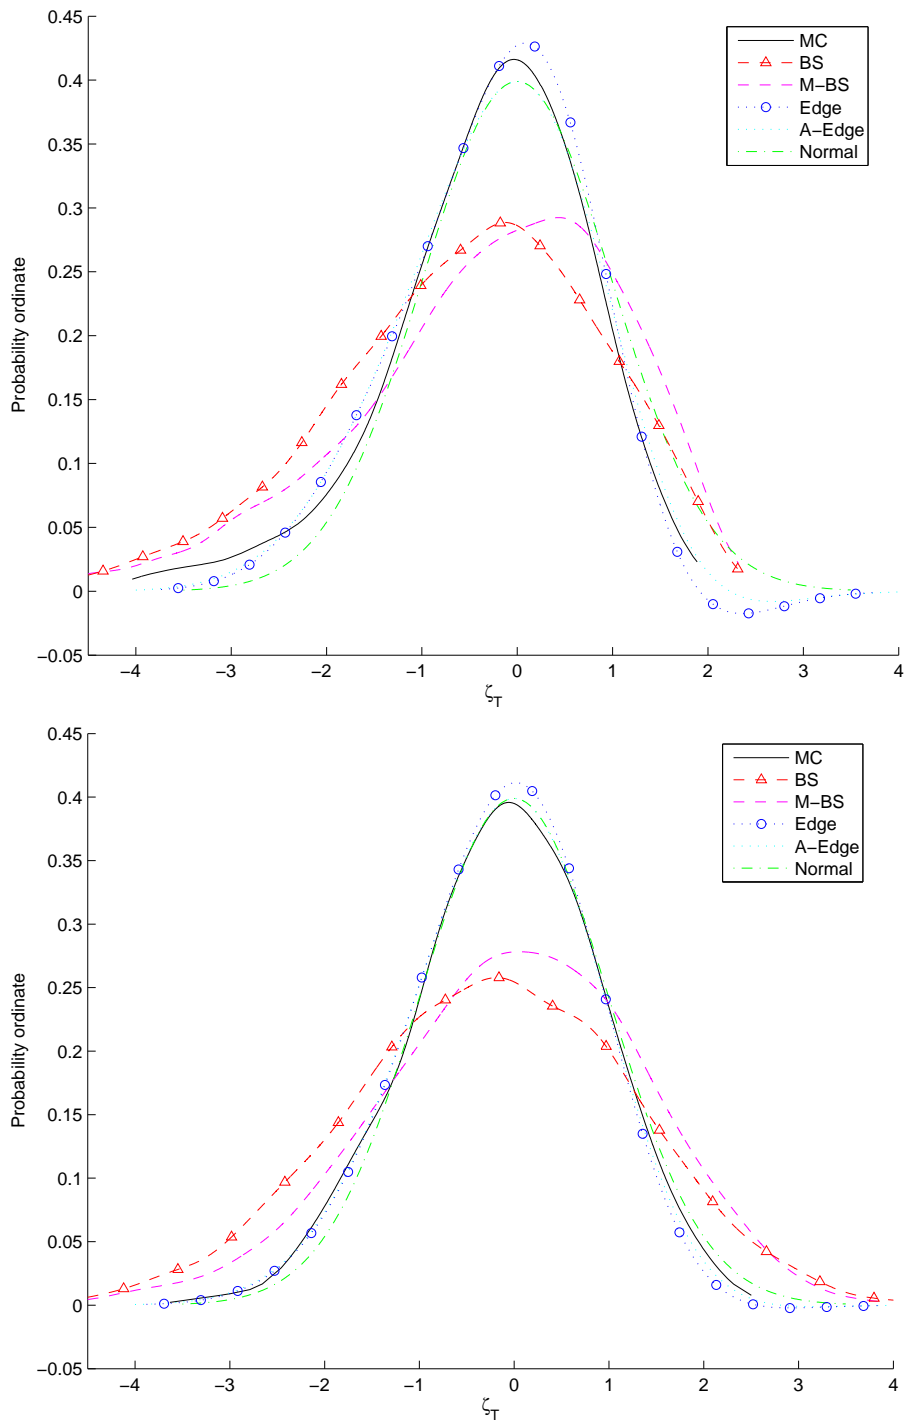 0.45
0.4
0.35
0.3
0.25
0.2
0.15
0.1
0.05
0
−0.05
Probability ordinate
−4 −3 −2 −1 0 1 2 3 4
ζT
MC
BS
M−BS
Edge
A−Edge
Normal
0.45
0.4
0.35
0.3
0.25
0.2
0.15
0.1
0.05
0
−0.05
Probability ordinate
−4 −3 −2 −1 0 1 2 3 4
ζT
MC
BS
M−BS
Edge
A−Edge
Normal